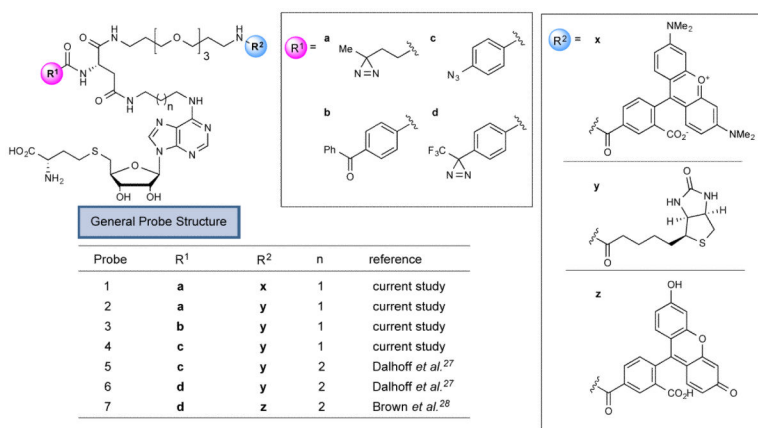 H
O
HN
N
O
3
R²
R¹
O
N
H
O
N
H
n
NH
N
N
N
N
HO₂C
S
NH₂
O
OH
OH
General Probe Structure
R¹ =
a
Me
N=N
c
N₃
b
Ph
O
d
F₃C
N=N
R² =
x
NMe₂
O⁺
CO₂⁻
NMe₂
O
y
O
HN
NH
H
H
S
O
z
OH
O
CO₂H
O
O
Probe R¹ R² n reference
1 a x 1 current study
2 a y 1 current study
3 b y 1 current study
4 c y 1 current study
5 c y 2 Dalhoff et al.²⁷
6 d y 2 Dalhoff et al.²⁷
7 d z 2 Brown et al.²⁸